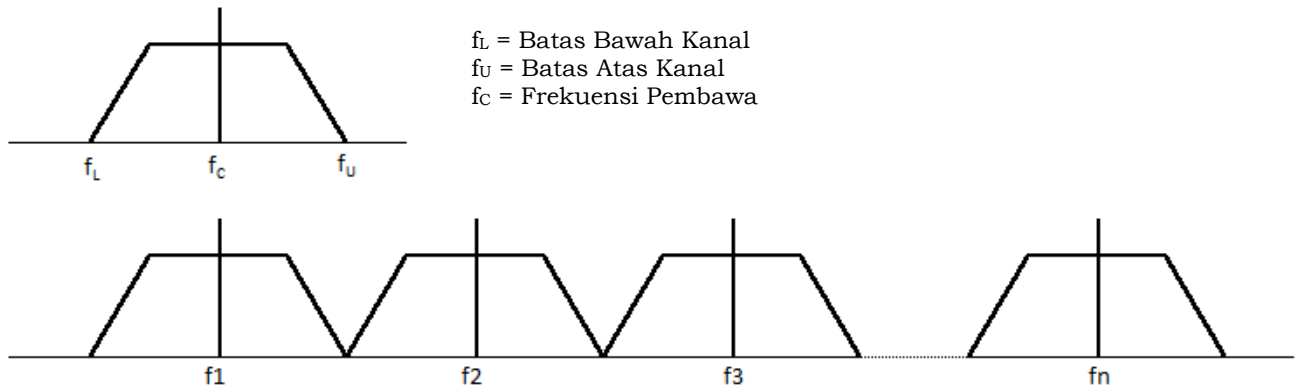 f_L = Batas Bawah Kanal
f_U = Batas Atas Kanal
f_C = Frekuensi Pembawa
f_L f_C f_U
f1 f2 f3 fn